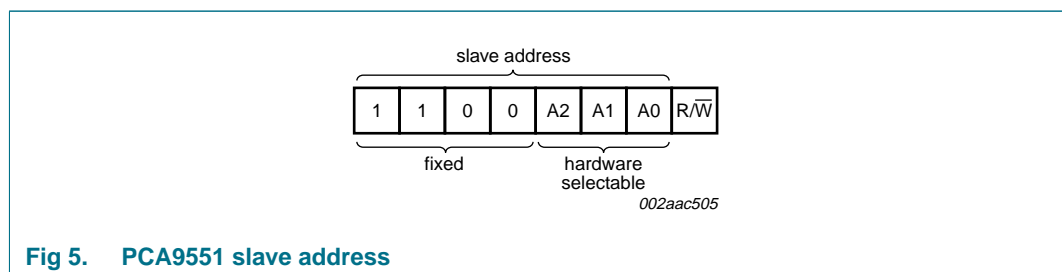 slave address
1 1 0 0 A2 A1 A0 R/W̅
fixed hardware
selectable
002aac505
Fig 5. PCA9551 slave address